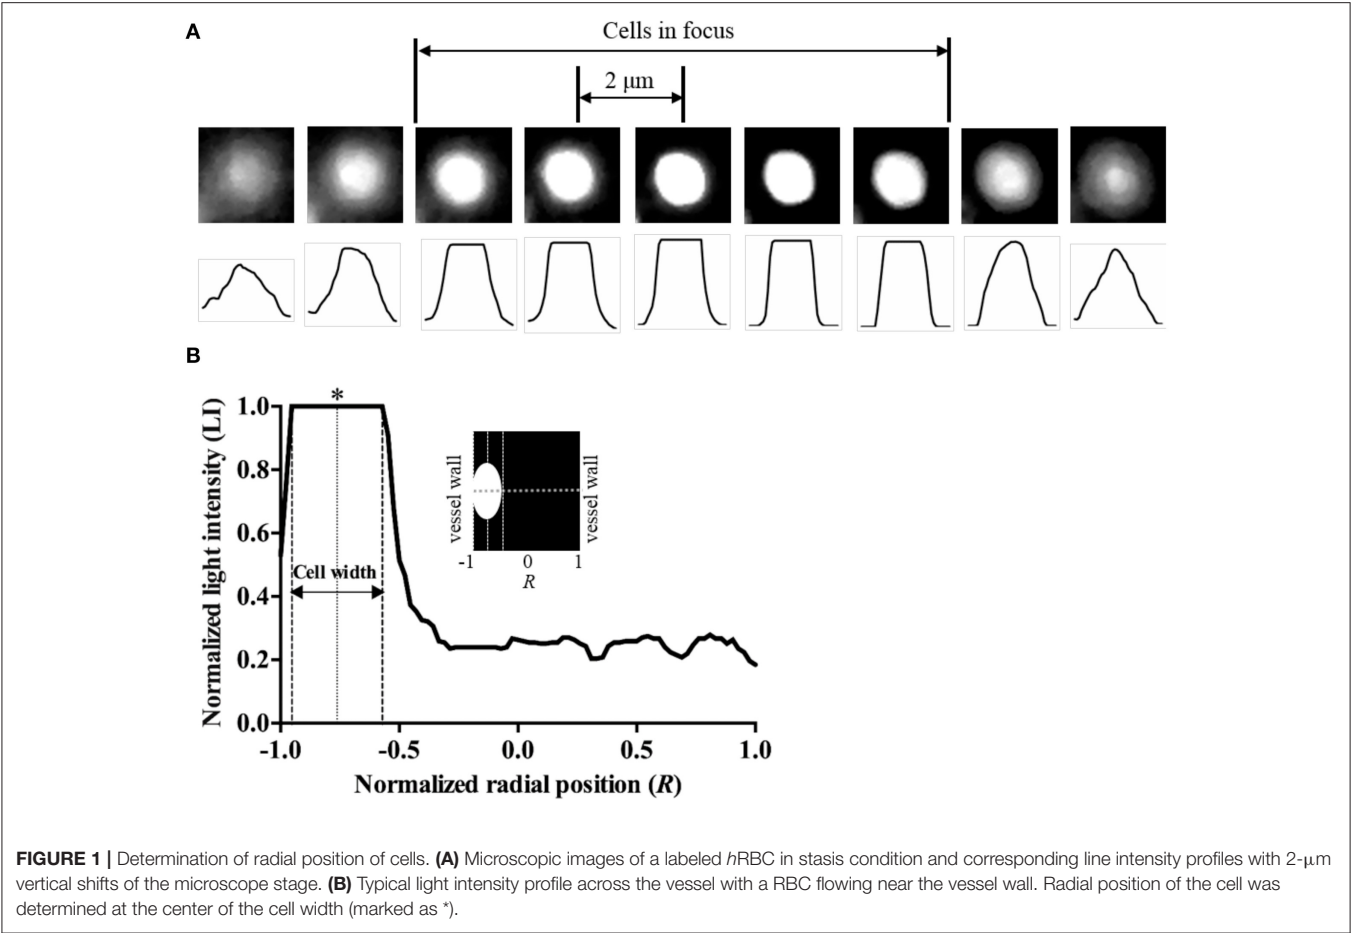 A
Cells in focus
2 μm
B
*
Normalized light intensity (LI)
1.0
0.8
0.6
0.4
0.2
0.0
Cell width
vessel wall
vessel wall
-1 0 1
R
-1.0 -0.5 0.0 0.5 1.0
Normalized radial position (R)
FIGURE 1 | Determination of radial position of cells. (A) Microscopic images of a labeled hRBC in stasis condition and corresponding line intensity profiles with 2-μm
vertical shifts of the microscope stage. (B) Typical light intensity profile across the vessel with a RBC flowing near the vessel wall. Radial position of the cell was
determined at the center of the cell width (marked as *).